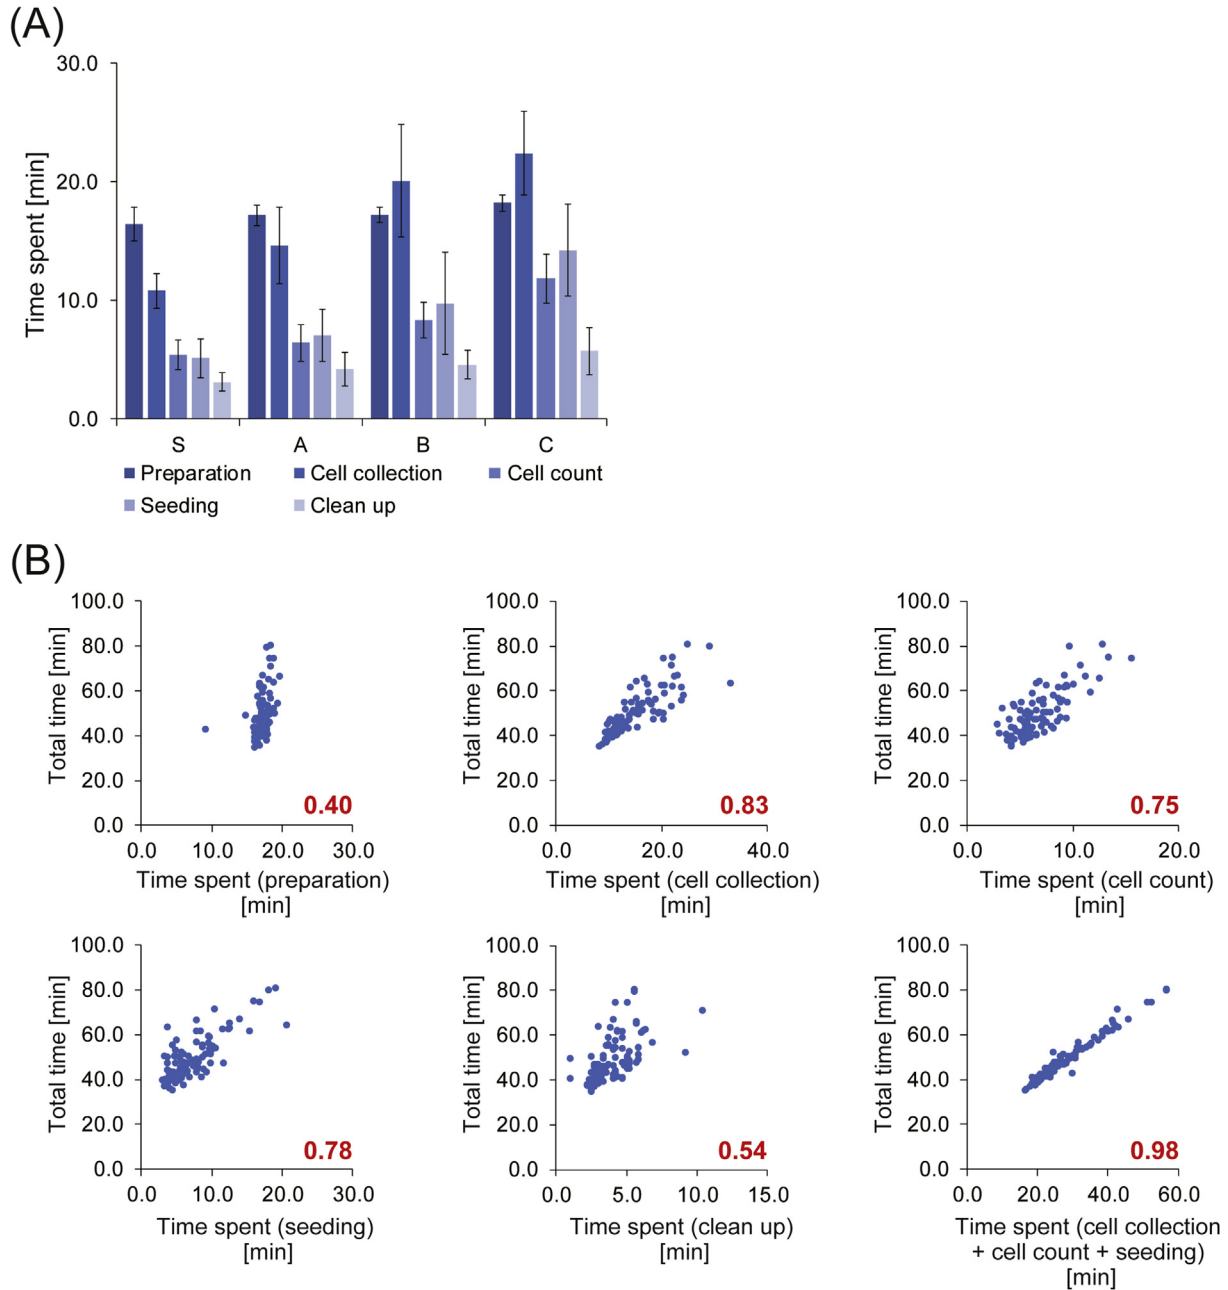 (A)
30.0
20.0
10.0
0.0
Time spent [min]
S A B C
Preparation Cell collection Cell count
Seeding Clean up
(B)
100.0
80.0
60.0
40.0
20.0
0.0
Total time [min]
0.40
0.0 10.0 20.0 30.0
Time spent (preparation)
[min]
100.0
80.0
60.0
40.0
20.0
0.0
Total time [min]
0.83
0.0 20.0 40.0
Time spent (cell collection)
[min]
100.0
80.0
60.0
40.0
20.0
0.0
Total time [min]
0.75
0.0 10.0 20.0
Time spent (cell count)
[min]
100.0
80.0
60.0
40.0
20.0
0.0
Total time [min]
0.78
0.0 10.0 20.0 30.0
Time spent (seeding)
[min]
100.0
80.0
60.0
40.0
20.0
0.0
Total time [min]
0.54
0.0 5.0 10.0 15.0
Time spent (clean up)
[min]
100.0
80.0
60.0
40.0
20.0
0.0
Total time [min]
0.98
0.0 20.0 40.0 60.0
Time spent (cell collection
+ cell count + seeding)
[min]